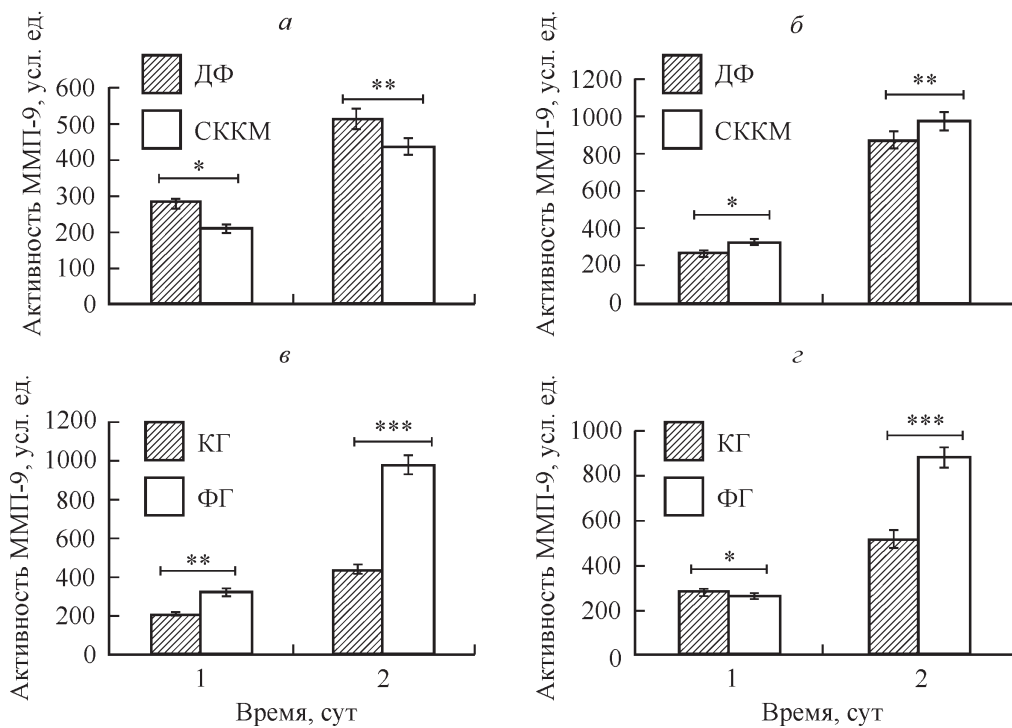 а
Активность ММП-9, усл. ед.
600
500
400
300
200
100
0
ДФ
СККМ
*
**
б
Активность ММП-9, усл. ед.
1200
1000
800
600
400
200
0
ДФ
СККМ
*
**
в
Активность ММП-9, усл. ед.
1200
1000
800
600
400
200
0
КГ
ФГ
**
***
1
2
Время, сут
г
Активность ММП-9, усл. ед.
1000
800
600
400
200
0
КГ
ФГ
*
***
1
2
Время, сут